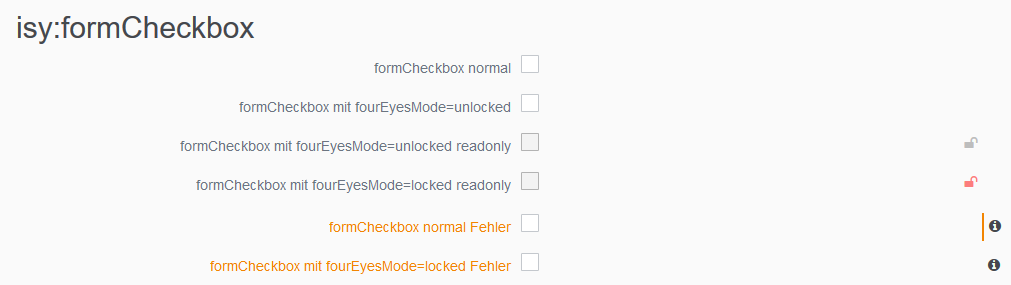 isy:formCheckbox
formCheckbox normal
formCheckbox mit fourEyesMode=unlocked
formCheckbox mit fourEyesMode=unlocked readonly
formCheckbox mit fourEyesMode=locked readonly
formCheckbox normal Fehler
formCheckbox mit fourEyesMode=locked Fehler